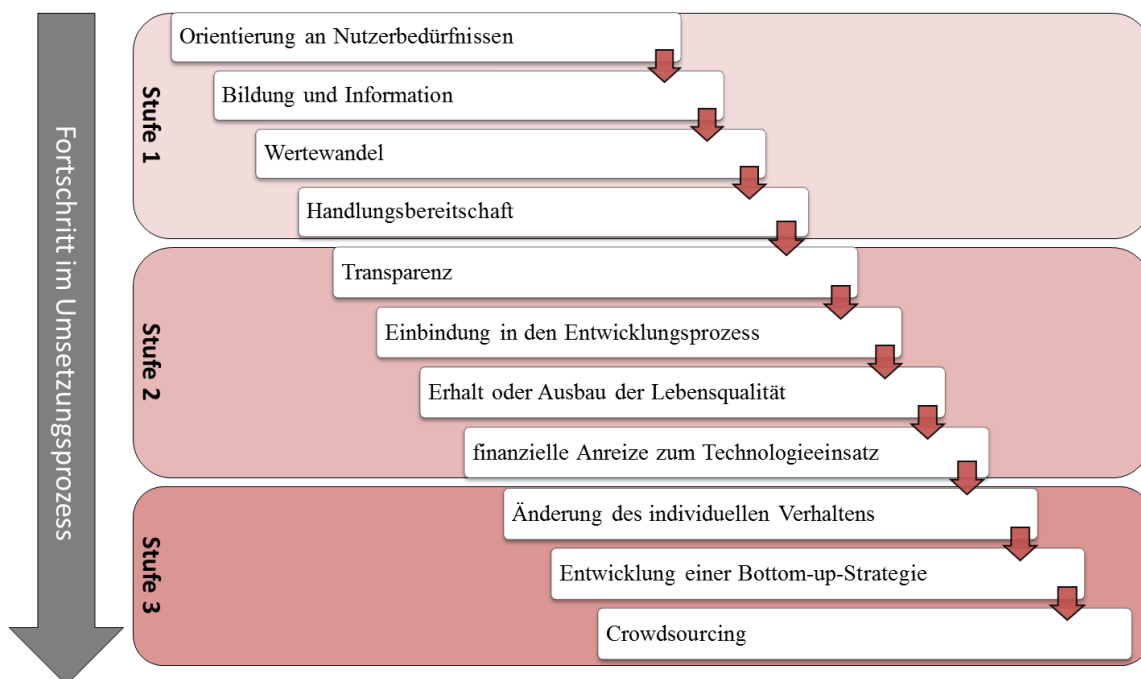 Fortschritt im Umsetzungsprozess
Stufe 1
Orientierung an Nutzerbedürfnissen
Bildung und Information
Wertewandel
Handlungsbereitschaft
Stufe 2
Transparenz
Einbindung in den Entwicklungsprozess
Erhalt oder Ausbau der Lebensqualität
finanzielle Anreize zum Technologieeinsatz
Stufe 3
Änderung des individuellen Verhaltens
Entwicklung einer Bottom-up-Strategie
Crowdsourcing